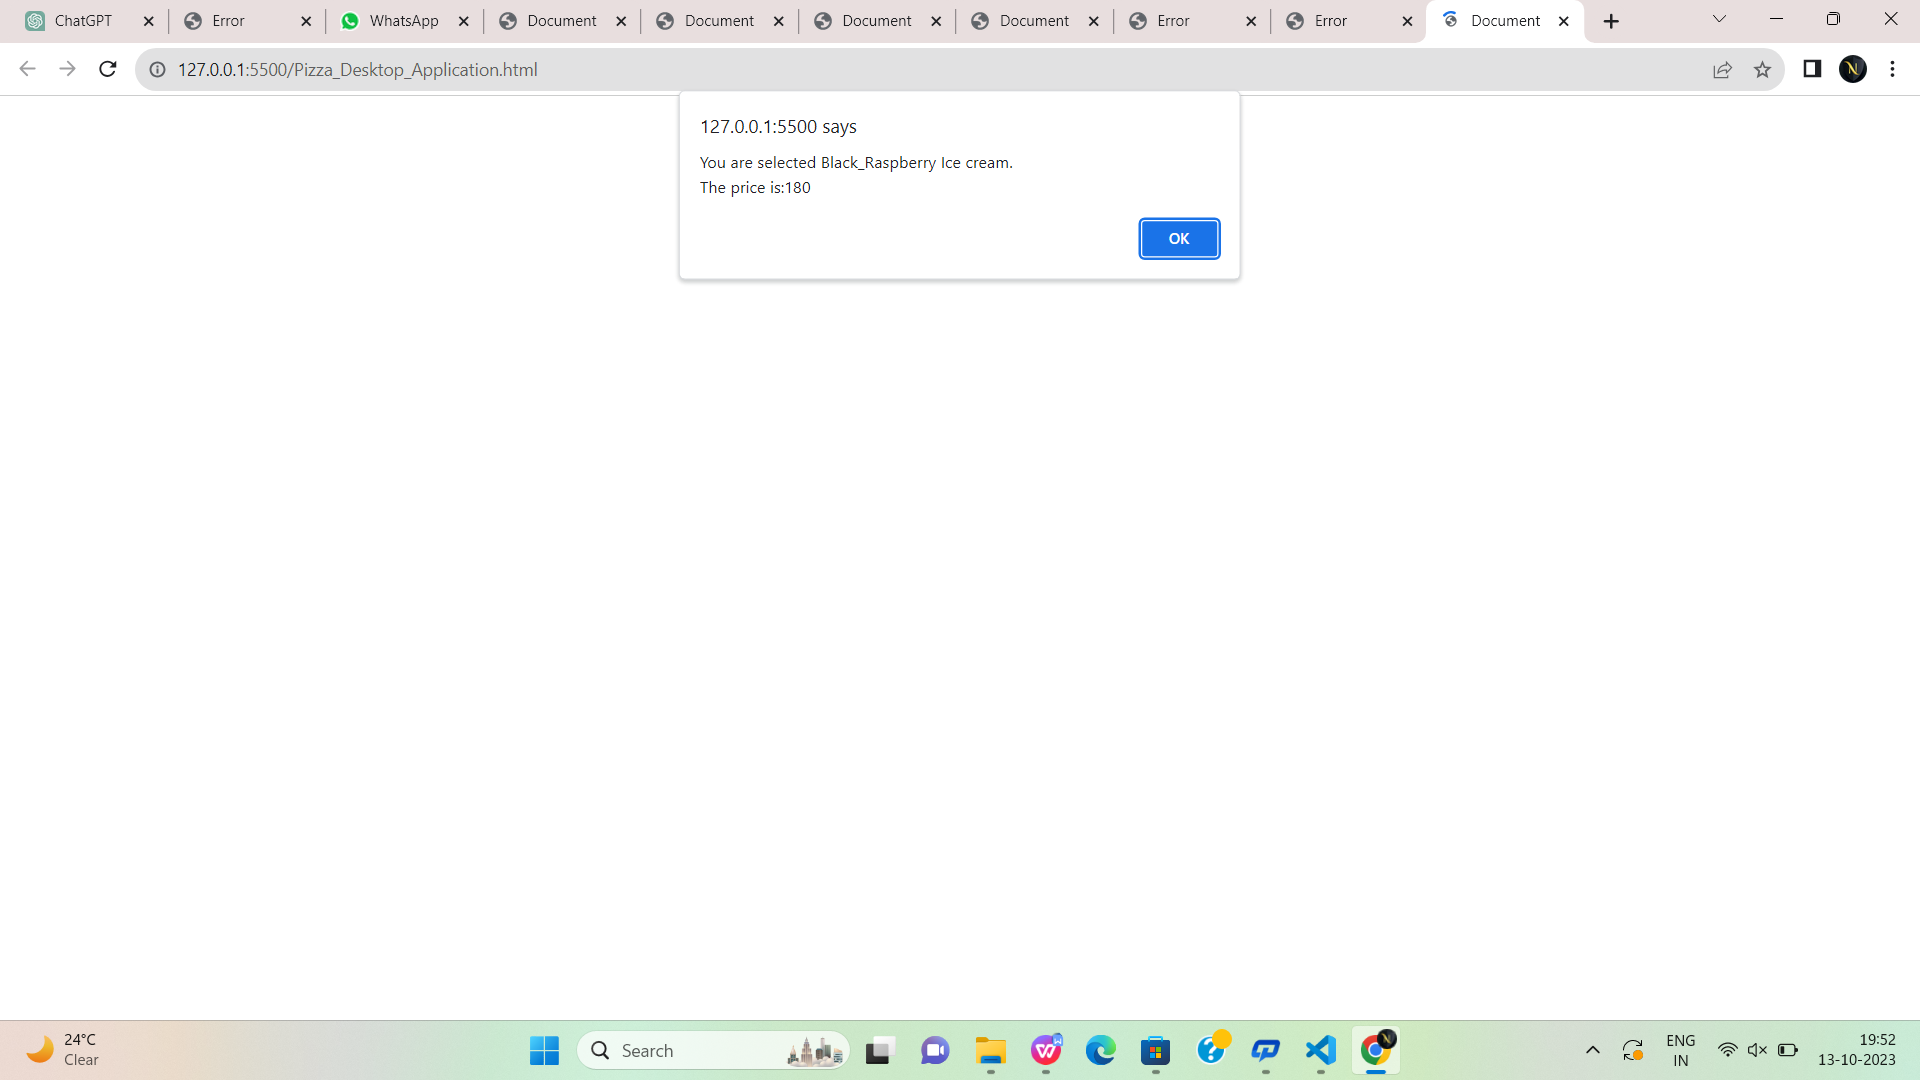 ChatGPT
Error
WhatsApp
Document
Document
Document
Document
Error
Error
Document
127.0.0.1:5500/Pizza_Desktop_Application.html
127.0.0.1:5500 says
You are selected Black_Raspberry Ice cream.
The price is:180
OK
24°C
Clear
Search
ENG
IN
19:52
13-10-2023